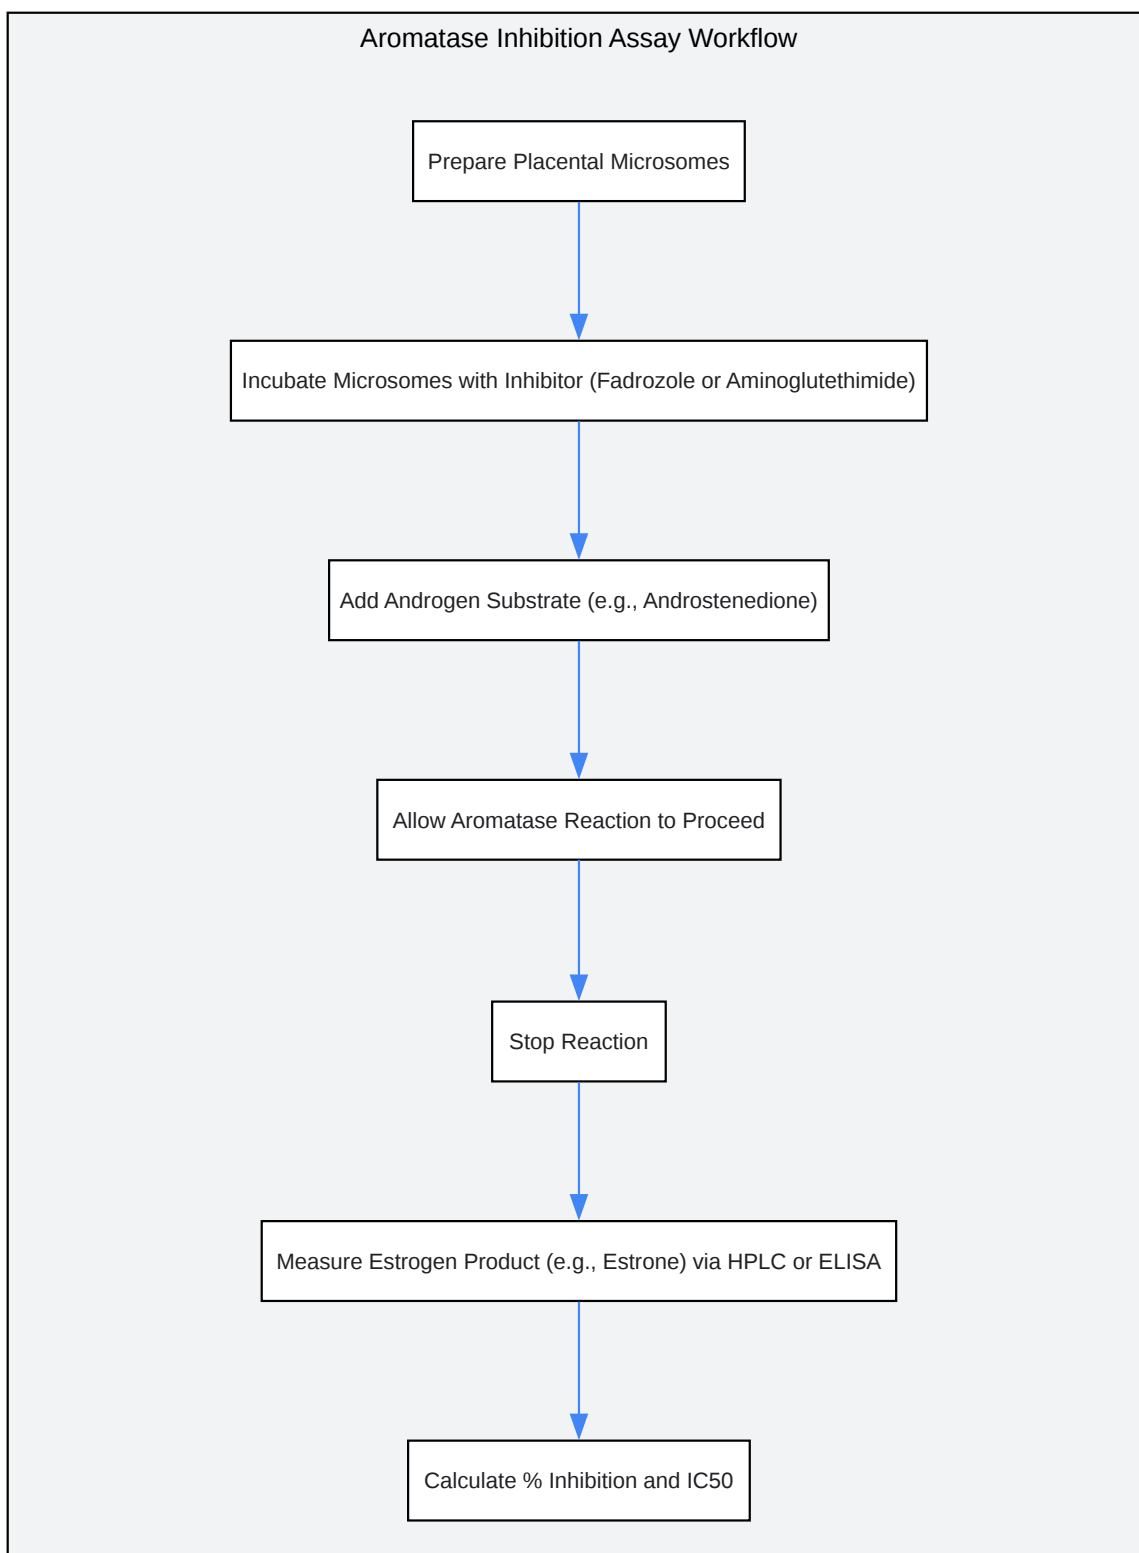 Aromatase Inhibition Assay Workflow
Prepare Placental Microsomes
Incubate Microsomes with Inhibitor (Fadrozole or Aminoglutethimide)
Add Androgen Substrate (e.g., Androstenedione)
Allow Aromatase Reaction to Proceed
Stop Reaction
Measure Estrogen Product (e.g., Estrone) via HPLC or ELISA
Calculate % Inhibition and IC50